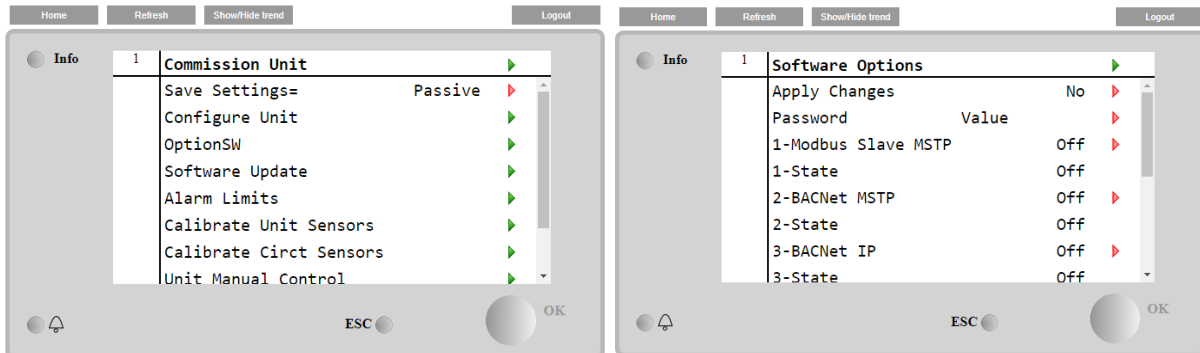 Home Refresh Show/Hide trend Logout
Info
1 Commission Unit
Save Settings= Passive
Configure Unit
OptionSW
Software Update
Alarm Limits
Calibrate Unit Sensors
Calibrate Circt Sensors
Unit Manual Control
ESC OK
Home Refresh Show/Hide trend Logout
Info
1 Software Options
Apply Changes No
Password Value
1-Modbus Slave MSTP Off
1-State Off
2-BACNet MSTP Off
2-State Off
3-BACNet IP Off
3-State Off
ESC OK